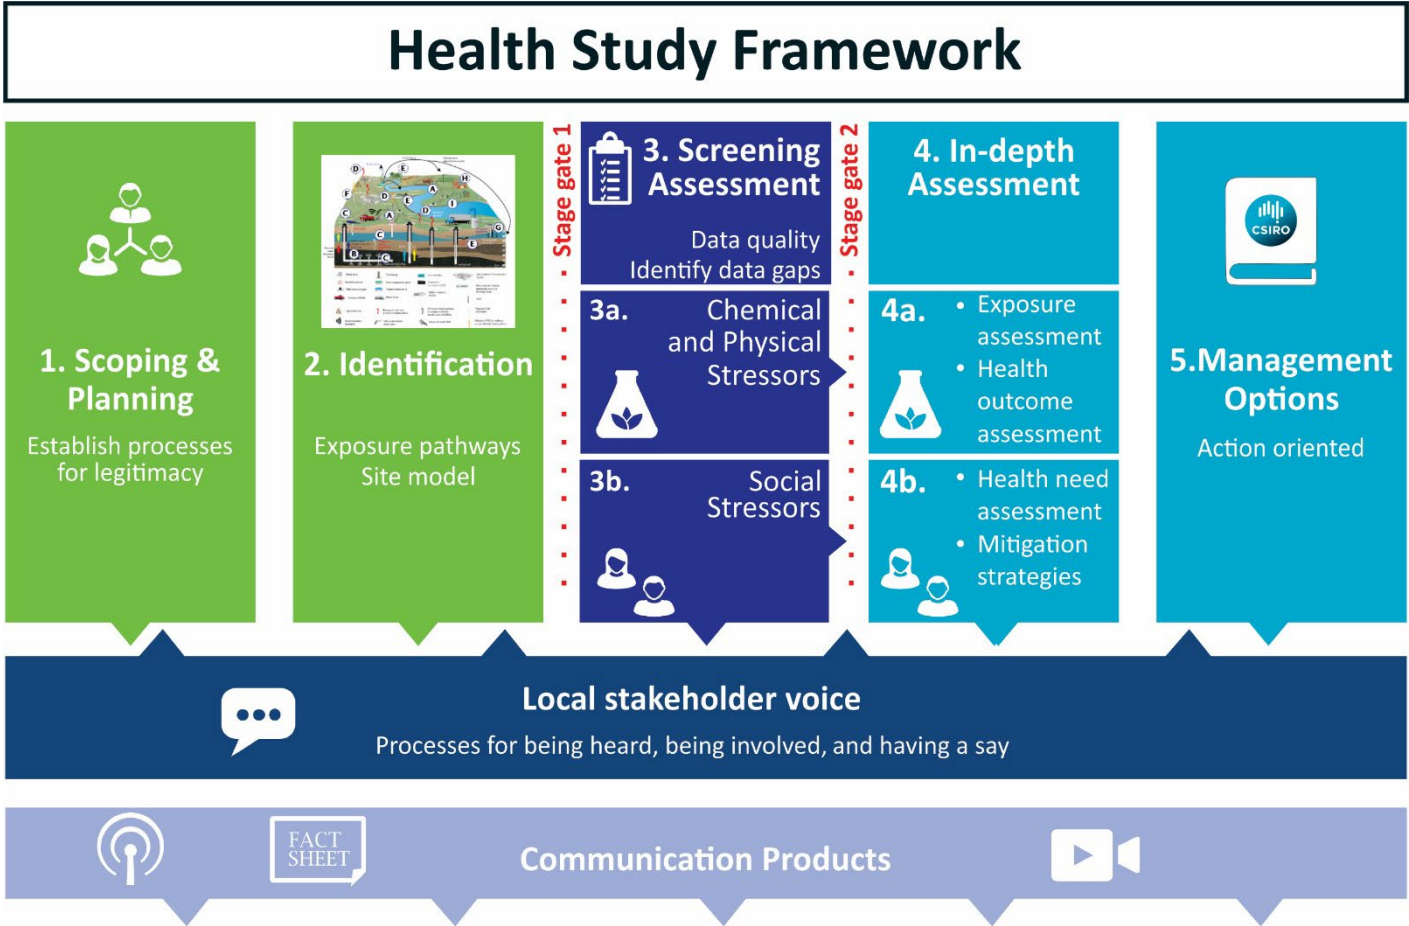 Health Study Framework
1. Scoping &
Planning
Establish processes
for legitimacy
2. Identification
Exposure pathways
Site model
Stage gate 1
3. Screening
Assessment
Data quality
Identify data gaps
3a. Chemical
and Physical
Stressors
3b. Social
Stressors
Stage gate 2
4. In-depth
Assessment
4a. • Exposure
assessment
• Health
outcome
assessment
4b. • Health need
assessment
• Mitigation
strategies
CSIRO
5.Management
Options
Action oriented
Local stakeholder voice
Processes for being heard, being involved, and having a say
FACT
SHEET
Communication Products